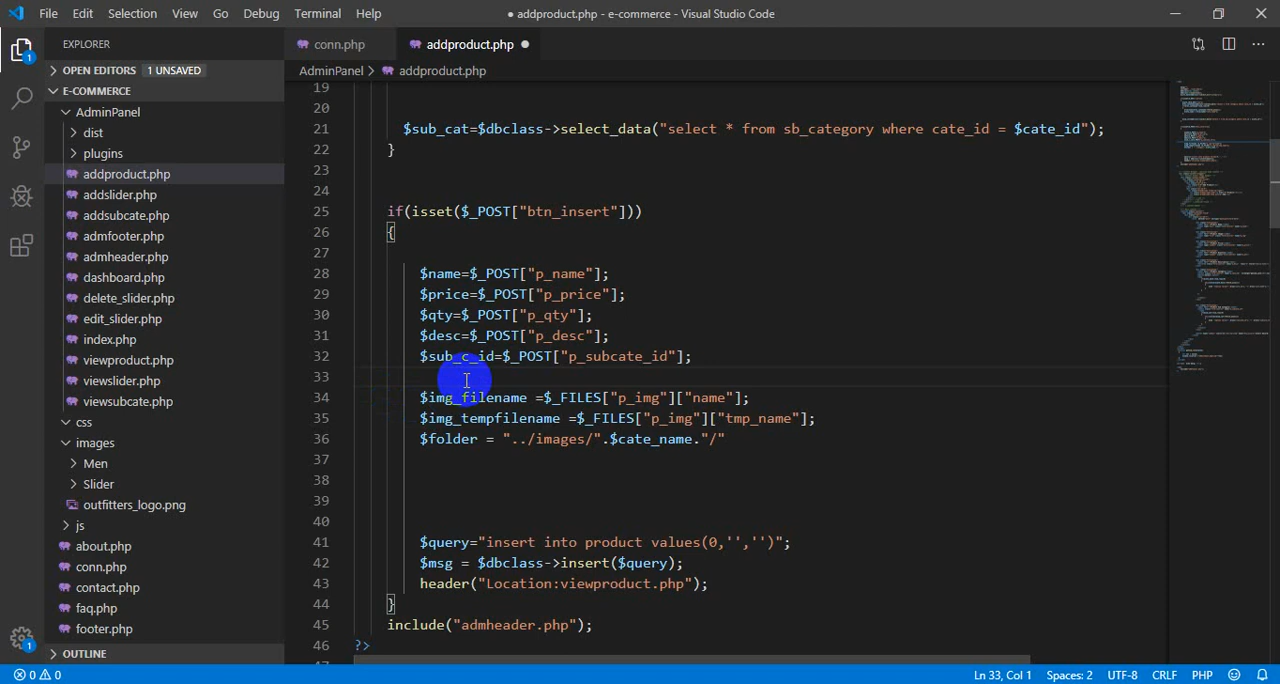 File Edit Selection View Go Debug Terminal Help
● addproduct.php - e-commerce - Visual Studio Code
EXPLORER
OPEN EDITORS 1 UNSAVED
E-COMMERCE
AdminPanel
dist
plugins
addproduct.php
addslider.php
addsubcate.php
admfooter.php
admheader.php
dashboard.php
delete_slider.php
edit_slider.php
index.php
viewproduct.php
viewslider.php
viewsubcate.php
css
images
Men
Slider
outfitters_logo.png
js
about.php
conn.php
contact.php
faq.php
footer.php
OUTLINE
1
1
conn.php addproduct.php
AdminPanel > addproduct.php
19
20
21 $sub_cat=$dbclass->select_data("select * from sb_category where cate_id = $cate_id");
22 }
23
24
25 if(isset($_POST["btn_insert"]))
26 {
27
28 $name=$_POST["p_name"];
29 $price=$_POST["p_price"];
30 $qty=$_POST["p_qty"];
31 $desc=$_POST["p_desc"];
32 $sub_c_id=$_POST["p_subcate_id"];
33
34 $img_filename =$_FILES["p_img"]["name"];
35 $img_tempfilename =$_FILES["p_img"]["tmp_name"];
36 $folder = "../images/".$cate_name."/"
37
38
39
40
41 $query="insert into product values(0,'','')";
42 $msg = $dbclass->insert($query);
43 header("Location:viewproduct.php");
44 }
45 include("admheader.php");
46 ?>
0 0 Ln 33, Col 1 Spaces: 2 UTF-8 CRLF PHP